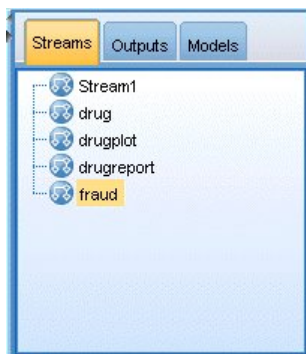 Streams Outputs Models
Stream1
drug
drugplot
drugreport
fraud